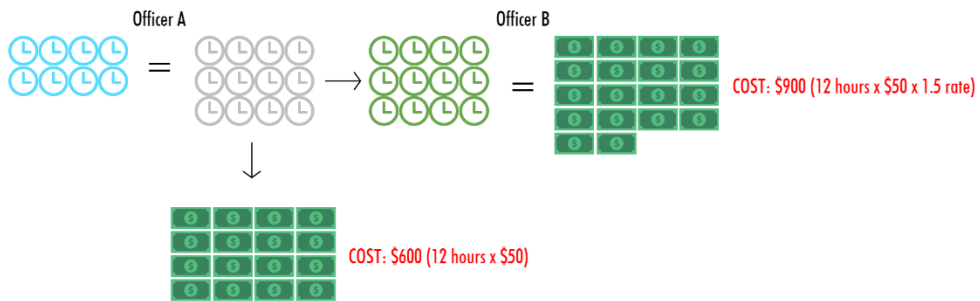 Officer A
Officer B
=
=
COST: $900 (12 hours x $50 x 1.5 rate)
COST: $600 (12 hours x $50)